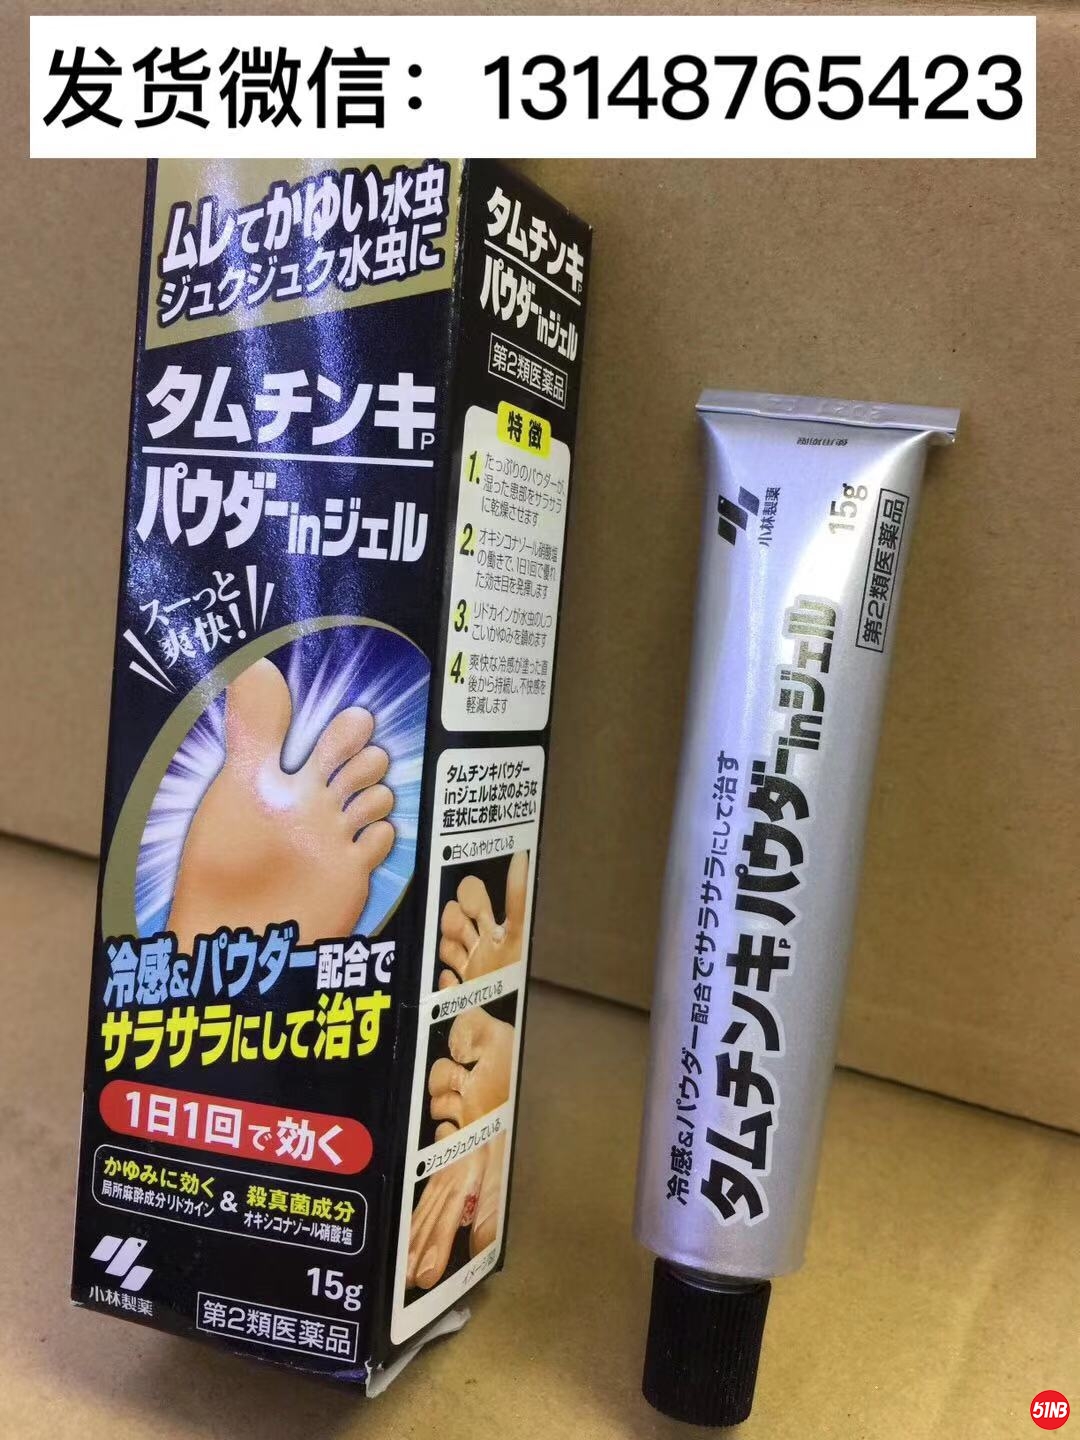 发货微信：13148765423
ムレてかゆい水虫
ジュクジュク水虫に
タムチンキP
パウダーinジェル
スーっと
爽快!
冷感&パウダー配合で
サラサラにして治す
1日1回で効く
かゆみに効く
局所麻酔成分リドカイン
&
殺真菌成分
オキシコナゾール硝酸塩
小林製薬
15g
第2類医薬品
タムチンキP
パウダーinジェル
第2類医薬品
特徴
1. たっぷりのパウダーが、
湿った患部をサラサラ
に乾燥させます
2. オキシコナゾール硝酸塩
の働きで、1日1回で優れ
た効き目を発揮します
3. リドカインが水虫のしつ
こいかゆみを鎮めます
4. 爽快な冷感が塗った直
後から持続し、不快感を
軽減します
タムチンキパウダー
inジェルは次のような
症状にお使いください
●白くふやけている
●皮がめくれている
●ジュクジュクしている
イメージ図
使用期限
小林製薬
15g
第2類医薬品
冷感&パウダー配合でサラサラにして治す
タムチンキPパウダーinジェル
51NB